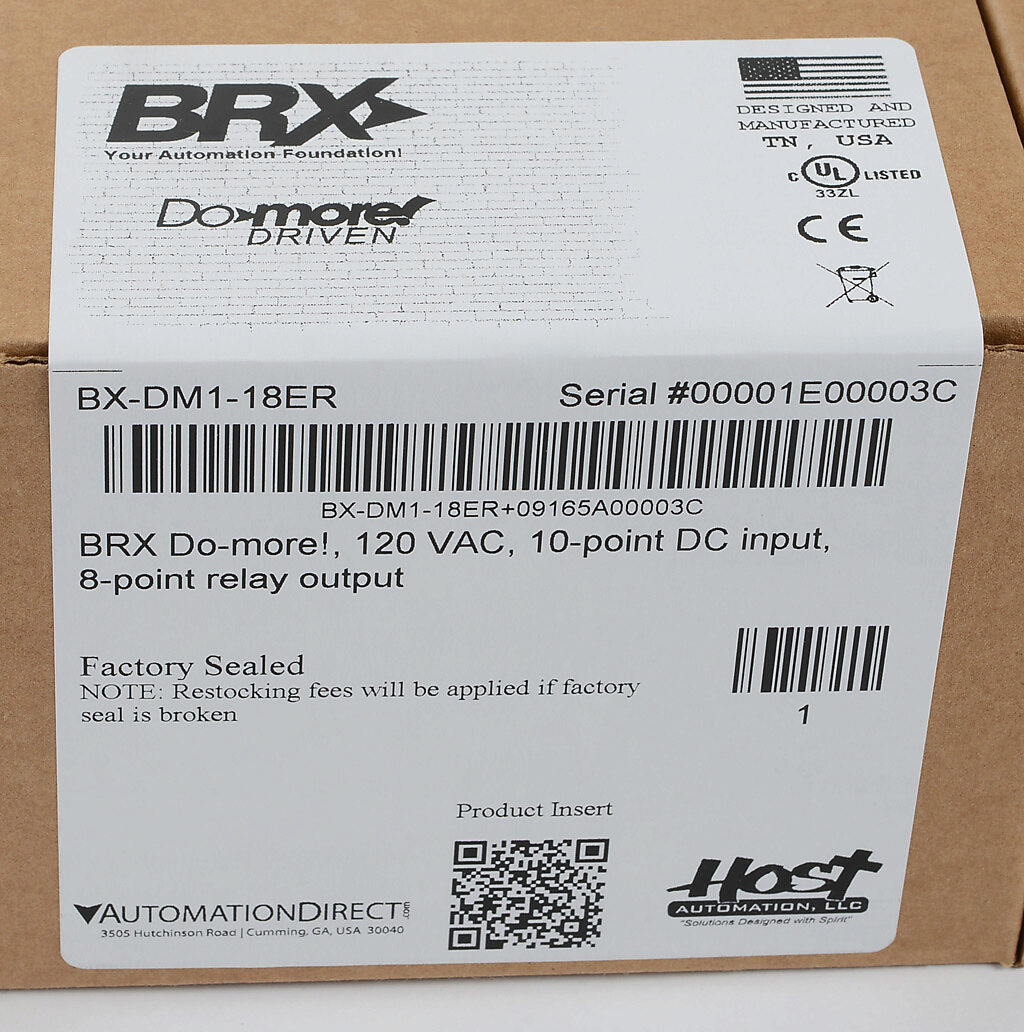 BRX
Your Automation Foundation!
Do-more!
DRIVEN
DESIGNED AND
MANUFACTURED
TN, USA
C UL LISTED
33ZL
CE
BX-DM1-18ER
Serial #00001E00003C
BX-DM1-18ER+09165A00003C
BRX Do-more!, 120 VAC, 10-point DC input,
8-point relay output
Factory Sealed
NOTE: Restocking fees will be applied if factory
seal is broken
1
Product Insert
AUTOMATIONDIRECT.com
3505 Hutchinson Road | Cumming, GA, USA 30040
HOST
AUTOMATION, LLC
"Solutions Designed with Spirit"